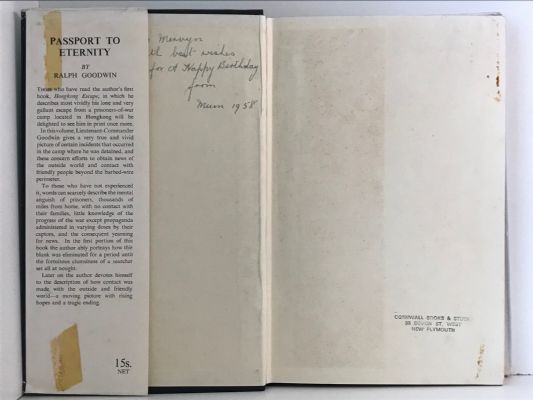 PASSPORT TO
ETERNITY
BY
RALPH GOODWIN
THOSE who have read the author's first
book, Hongkong Escape, in which he
describes most vividly his lone and very
gallant escape from a prisoners-of-war
camp located in Hongkong will be
delighted to see him in print once more.
In this volume, Lieutenant-Commander
Goodwin gives a very true and vivid
picture of certain incidents that occurred
in the camp where he was detained, and
these concern efforts to obtain news of
the outside world and contact with
friendly people beyond the barbed-wire
perimeter.
To those who have not experienced
it, words can scarcely describe the mental
anguish of prisoners, thousands of
miles from home, with no contact with
their families, little knowledge of the
progress of the war except propaganda
administered in varying doses by their
captors, and the consequent yearning
for news. In the first portion of this
book the author ably portrays how this
blank was eliminated for a period until
the fortuitous clumsiness of a searcher
set all at nought.
Later on the author devotes himself
to the description of how contact was
made with the outside and friendly
world—a moving picture with rising
hopes and a tragic ending.
15s.
NET
Mervyn
best wishes
for A Happy Birthday
from
Mum 1958
CORNWALL BOOKS &
DEVON ST. WEST
NEW PLYMOUTH